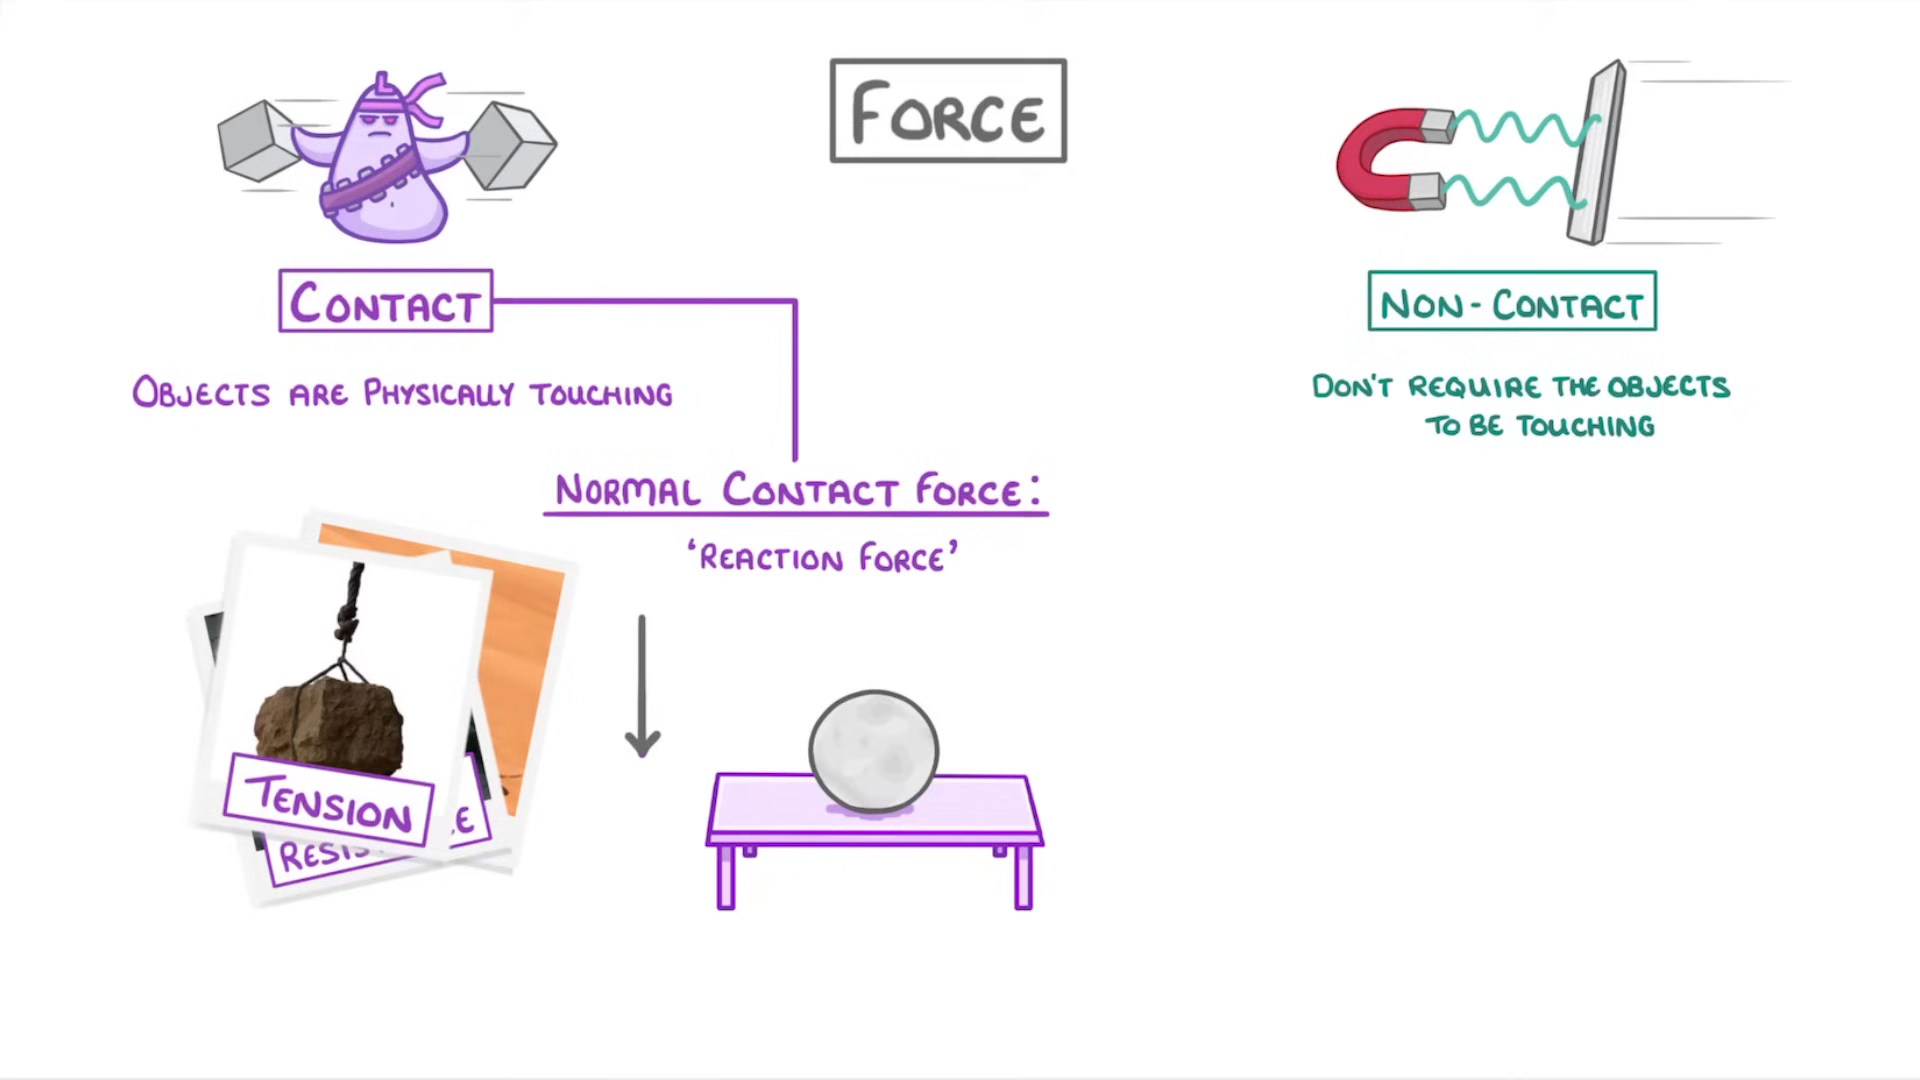 FORCE
CONTACT
NON-CONTACT
OBJECTS ARE PHYSICALLY TOUCHING
DON'T REQUIRE THE OBJECTS
TO BE TOUCHING
NORMAL CONTACT FORCE:
'REACTION FORCE'
TENSION